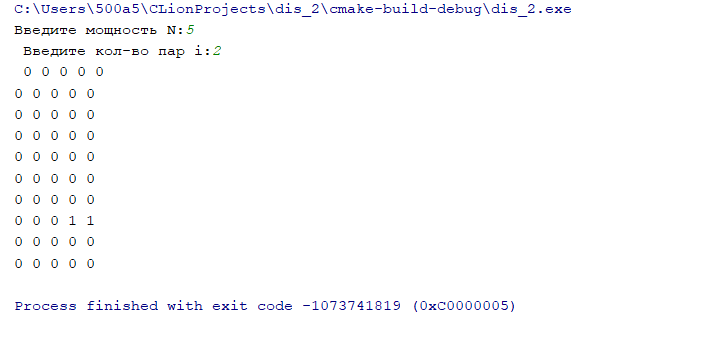 C:\Users\500a5\CLionProjects\dis_2\cmake-build-debug\dis_2.exe
Введите мощность N:5
Введите кол-во пар i:2
0 0 0 0 0
0 0 0 0 0
0 0 0 0 0
0 0 0 0 0
0 0 0 0 0
0 0 0 0 0
0 0 0 0 0
0 0 0 1 1
0 0 0 0 0
0 0 0 0 0
Process finished with exit code -1073741819 (0xC0000005)